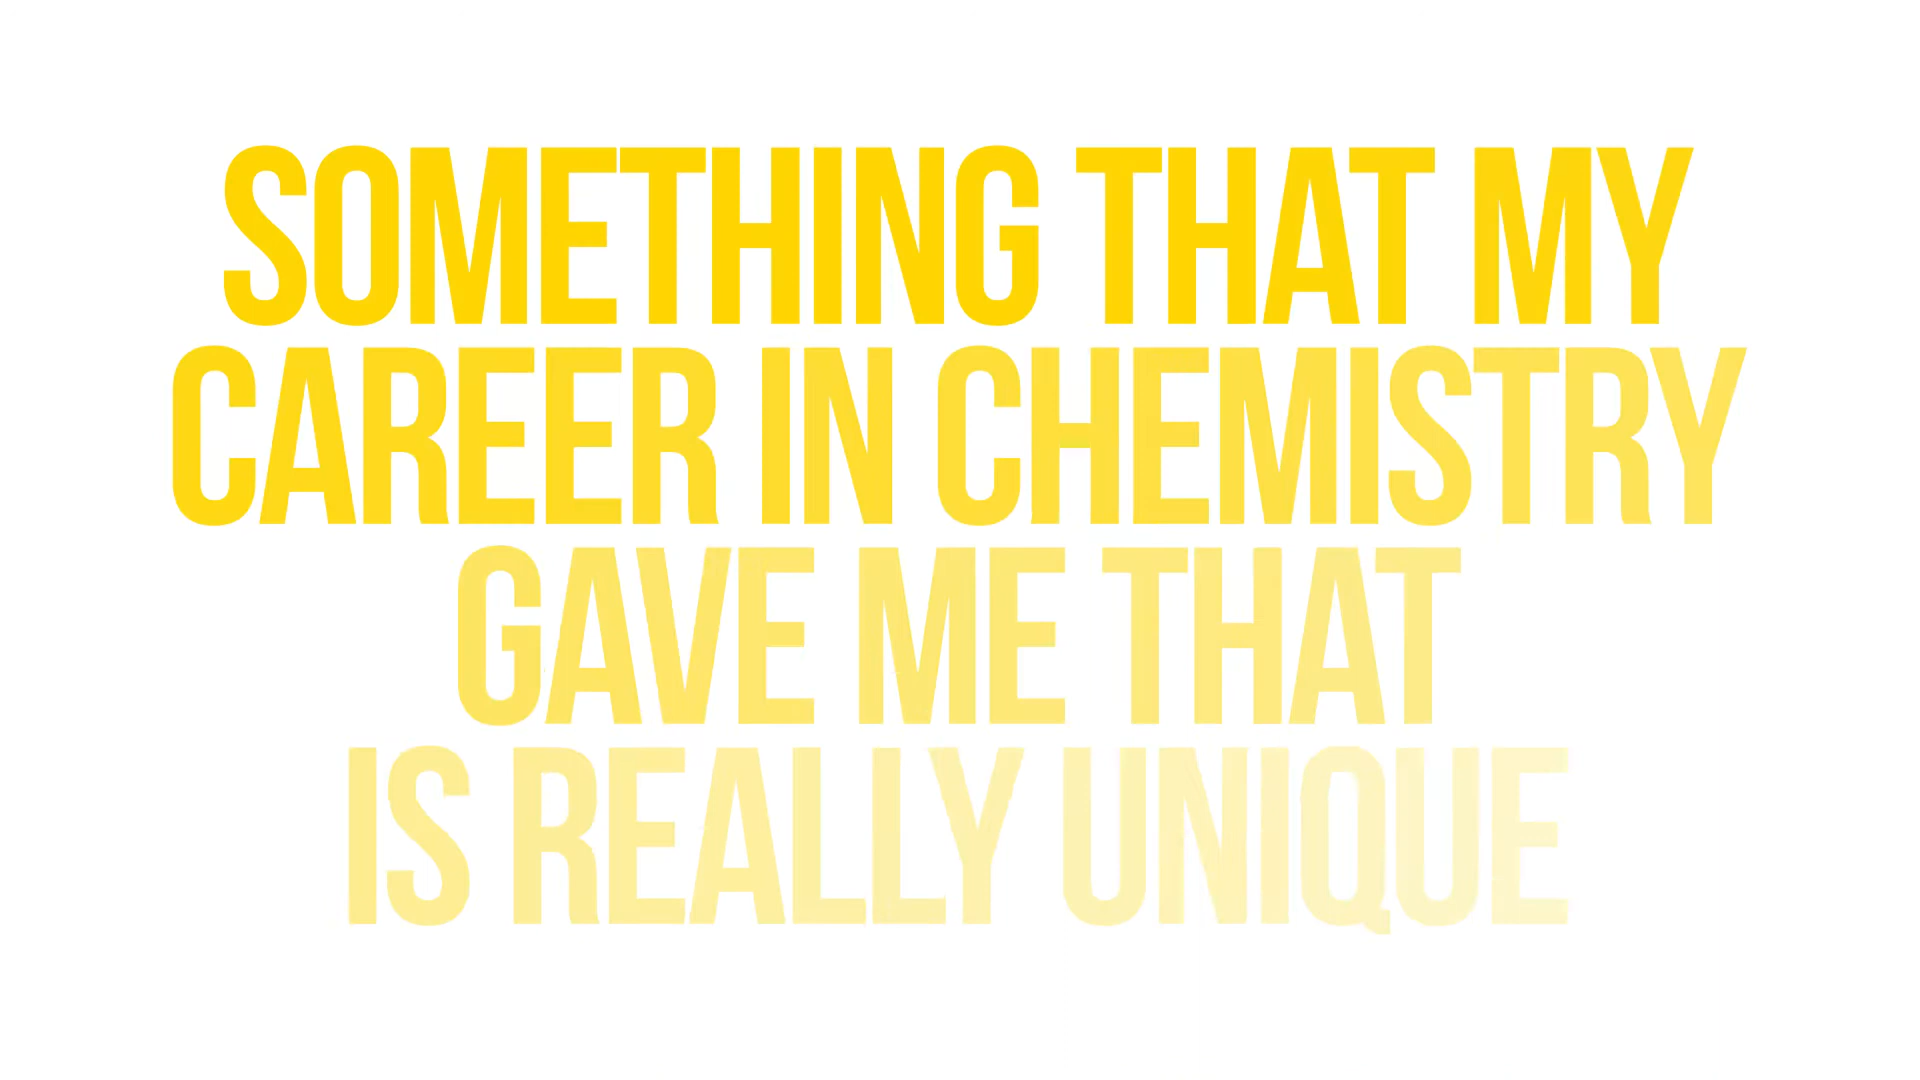 SOMETHING THAT MY
CAREER IN CHEMISTRY
GAVE ME THAT
IS REALLY UNIQUE